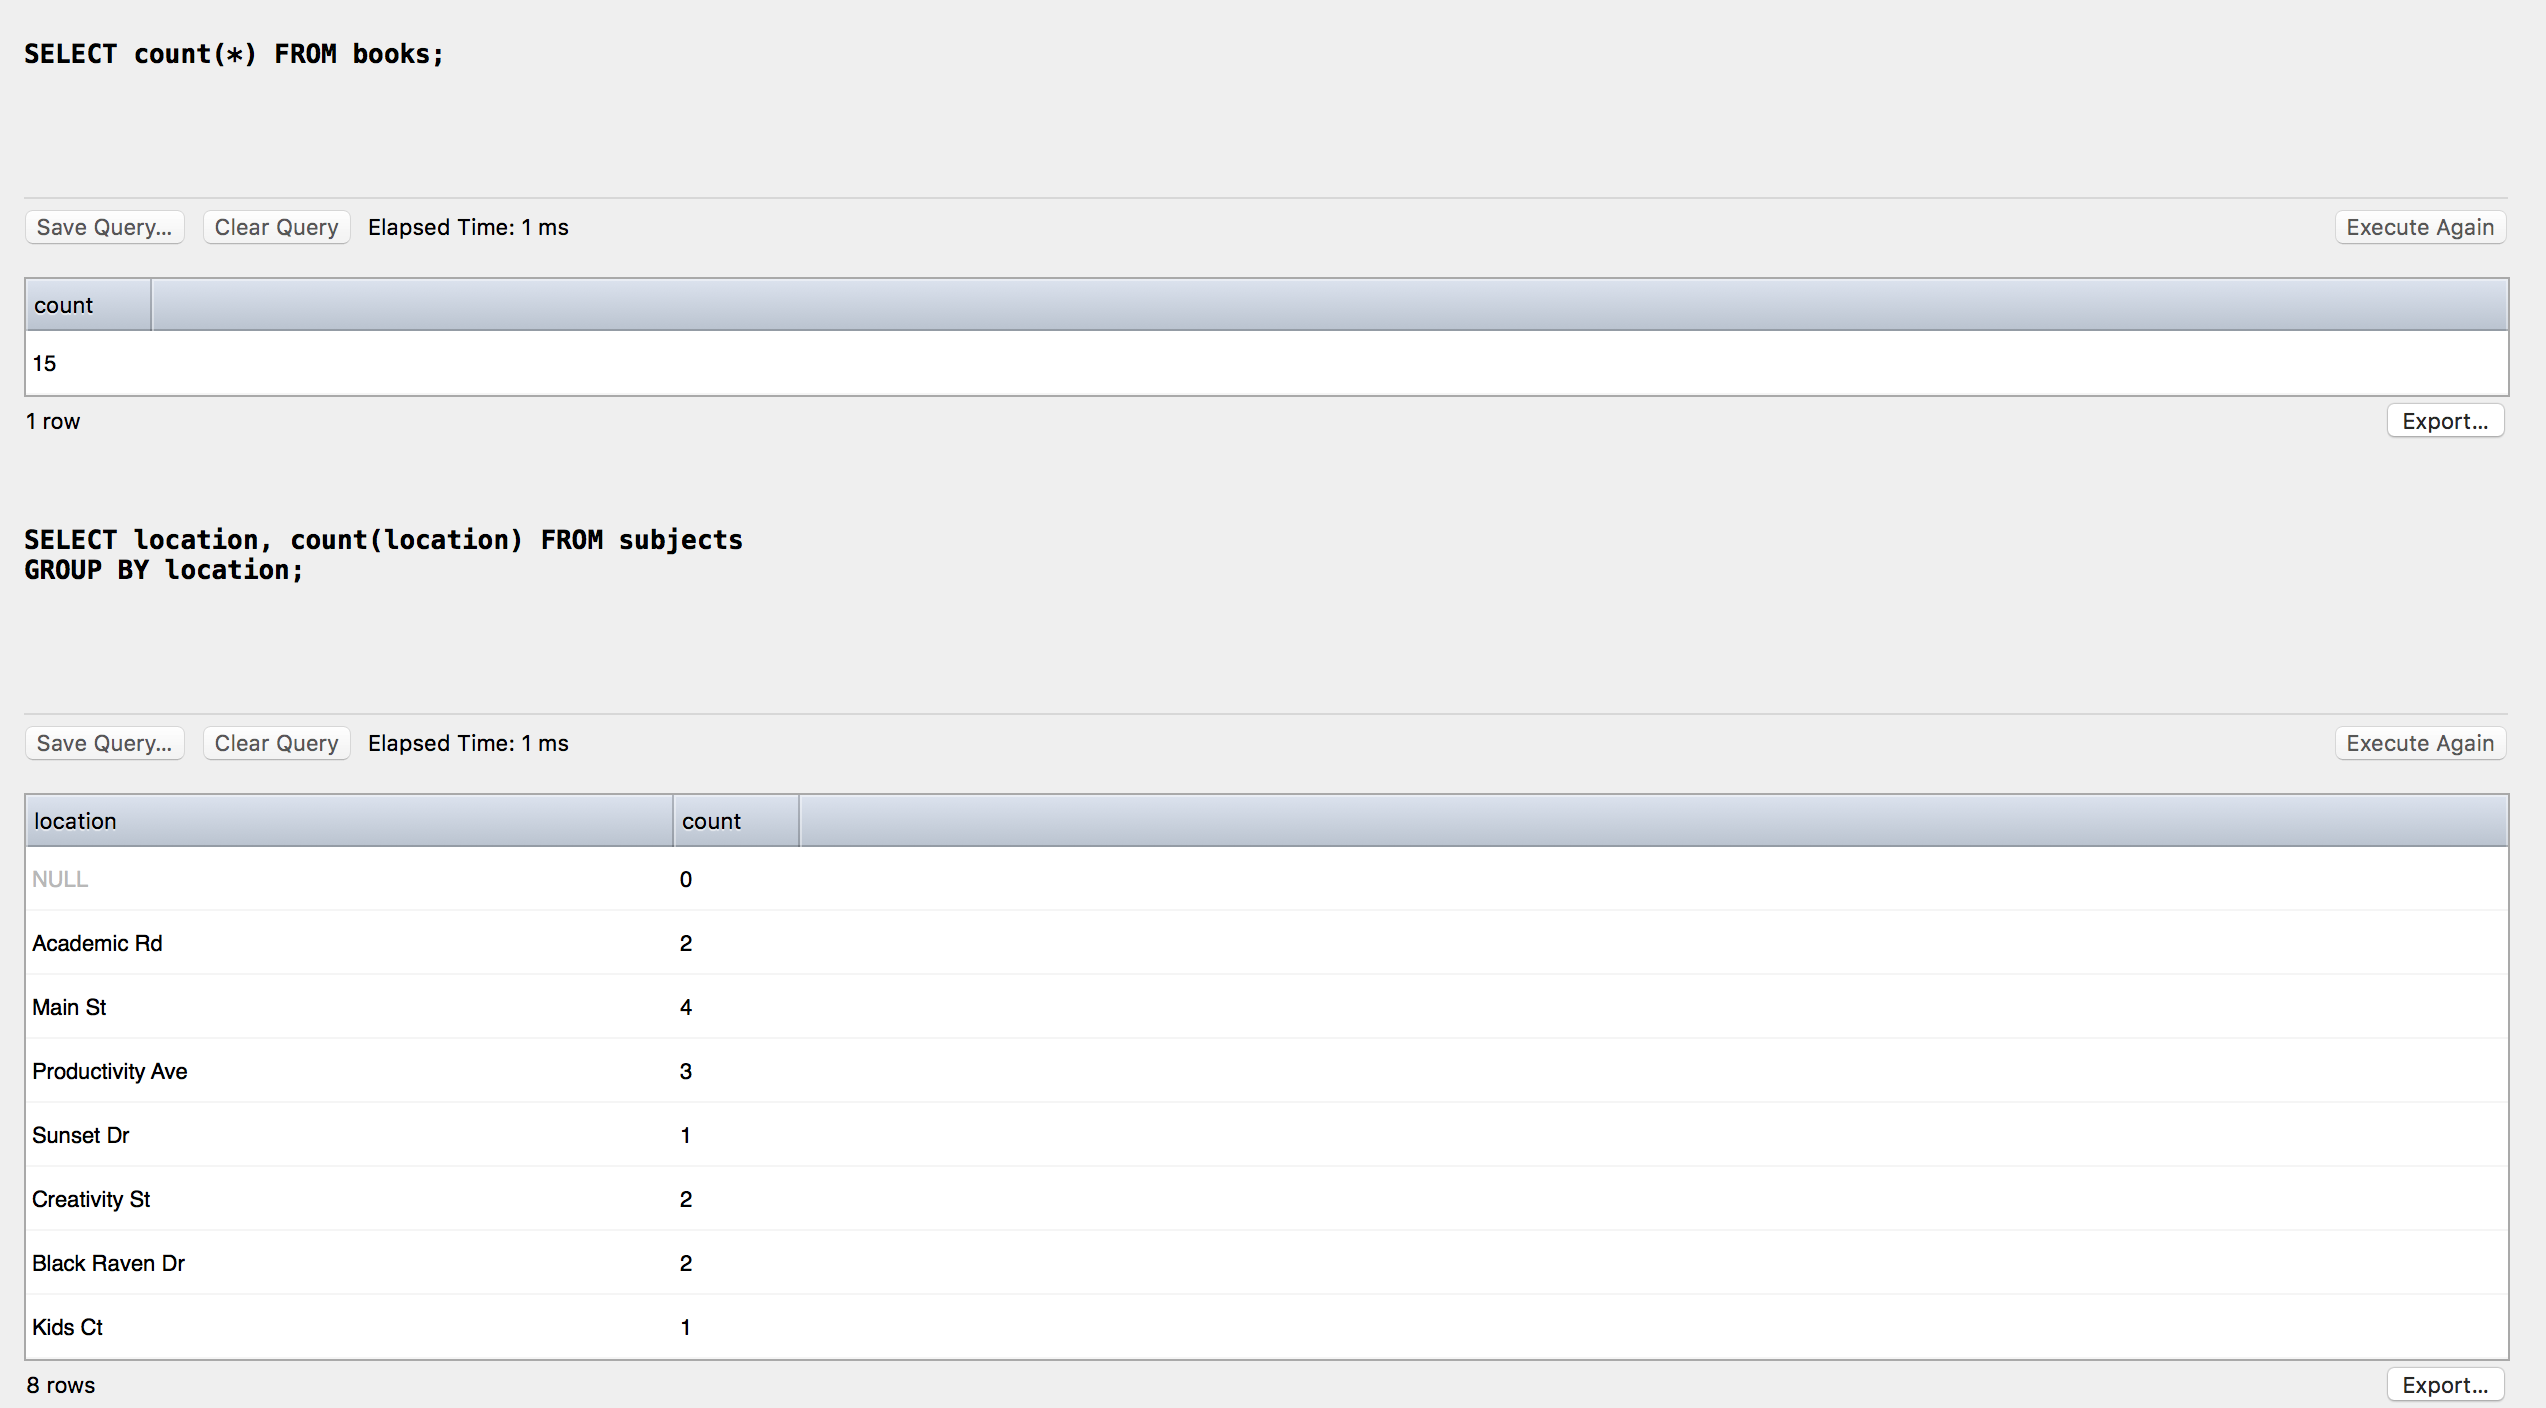 SELECT count(*) FROM books;
Save Query... Clear Query Elapsed Time: 1 ms Execute Again
count
15
1 row Export...
SELECT location, count(location) FROM subjects
GROUP BY location;
Save Query... Clear Query Elapsed Time: 1 ms Execute Again
location count
NULL 0
Academic Rd 2
Main St 4
Productivity Ave 3
Sunset Dr 1
Creativity St 2
Black Raven Dr 2
Kids Ct 1
8 rows Export...